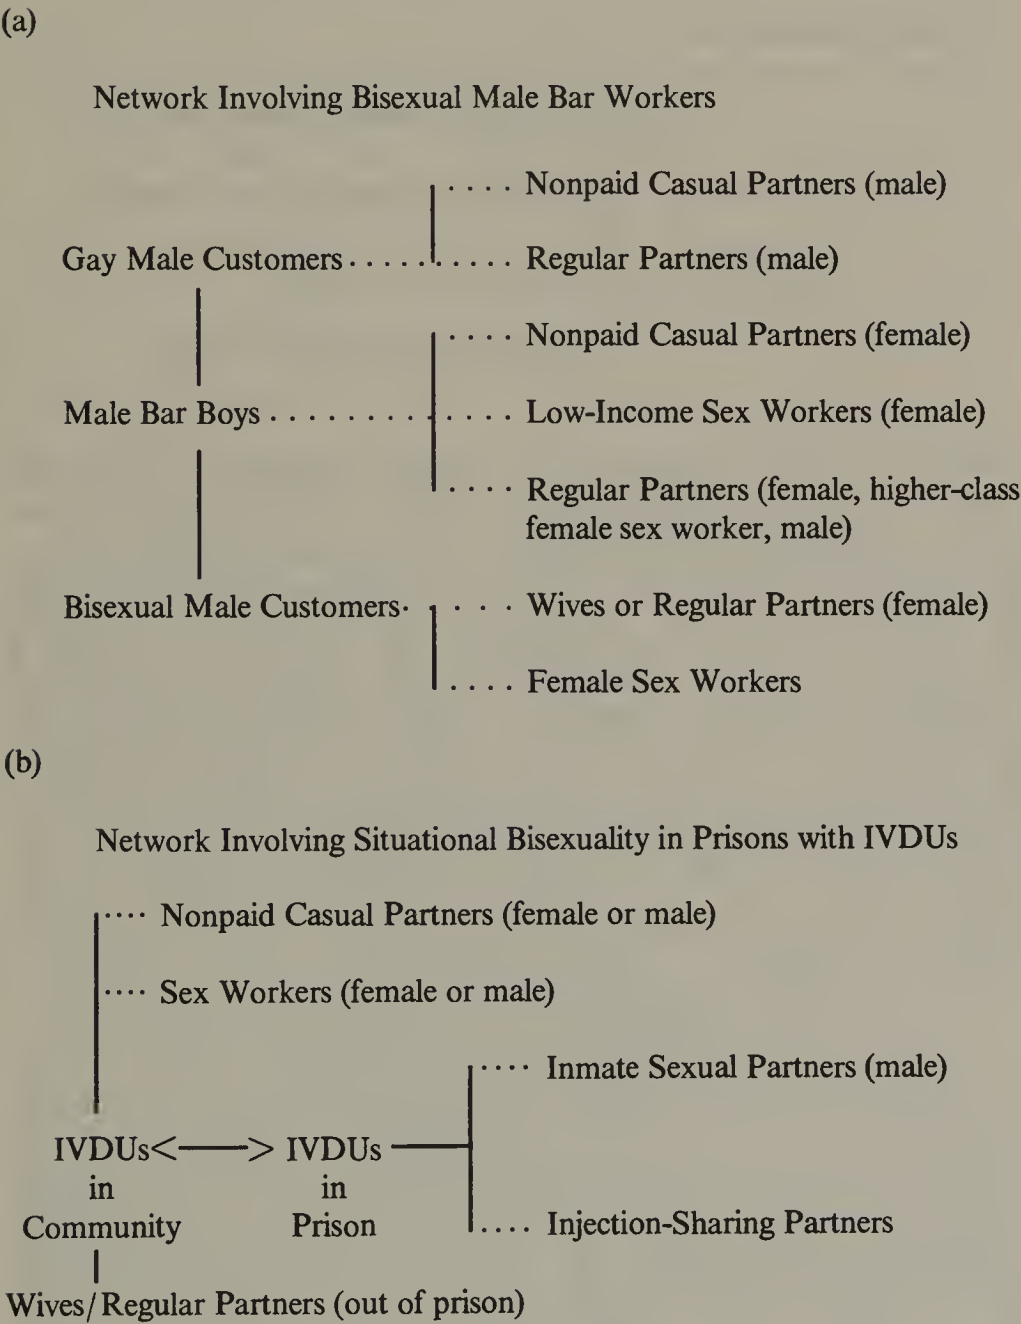 (a)
Network Involving Bisexual Male Bar Workers
Nonpaid Casual Partners (male)
Gay Male Customers Regular Partners (male)
Nonpaid Casual Partners (female)
Male Bar Boys Low-Income Sex Workers (female)
Regular Partners (female, higher-class
female sex worker, male)
Bisexual Male Customers Wives or Regular Partners (female)
Female Sex Workers
(b)
Network Involving Situational Bisexuality in Prisons with IVDUs
Nonpaid Casual Partners (female or male)
Sex Workers (female or male)
Inmate Sexual Partners (male)
IVDUs IVDUs
in in
Community Prison Injection-Sharing Partners
Wives/Regular Partners (out of prison)